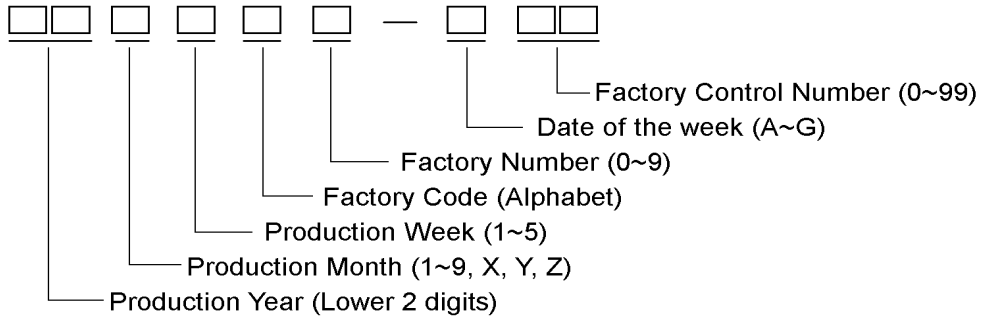 Factory Control Number (0~99)
Date of the week (A~G)
Factory Number (0~9)
Factory Code (Alphabet)
Production Week (1~5)
Production Month (1~9, X, Y, Z)
Production Year (Lower 2 digits)